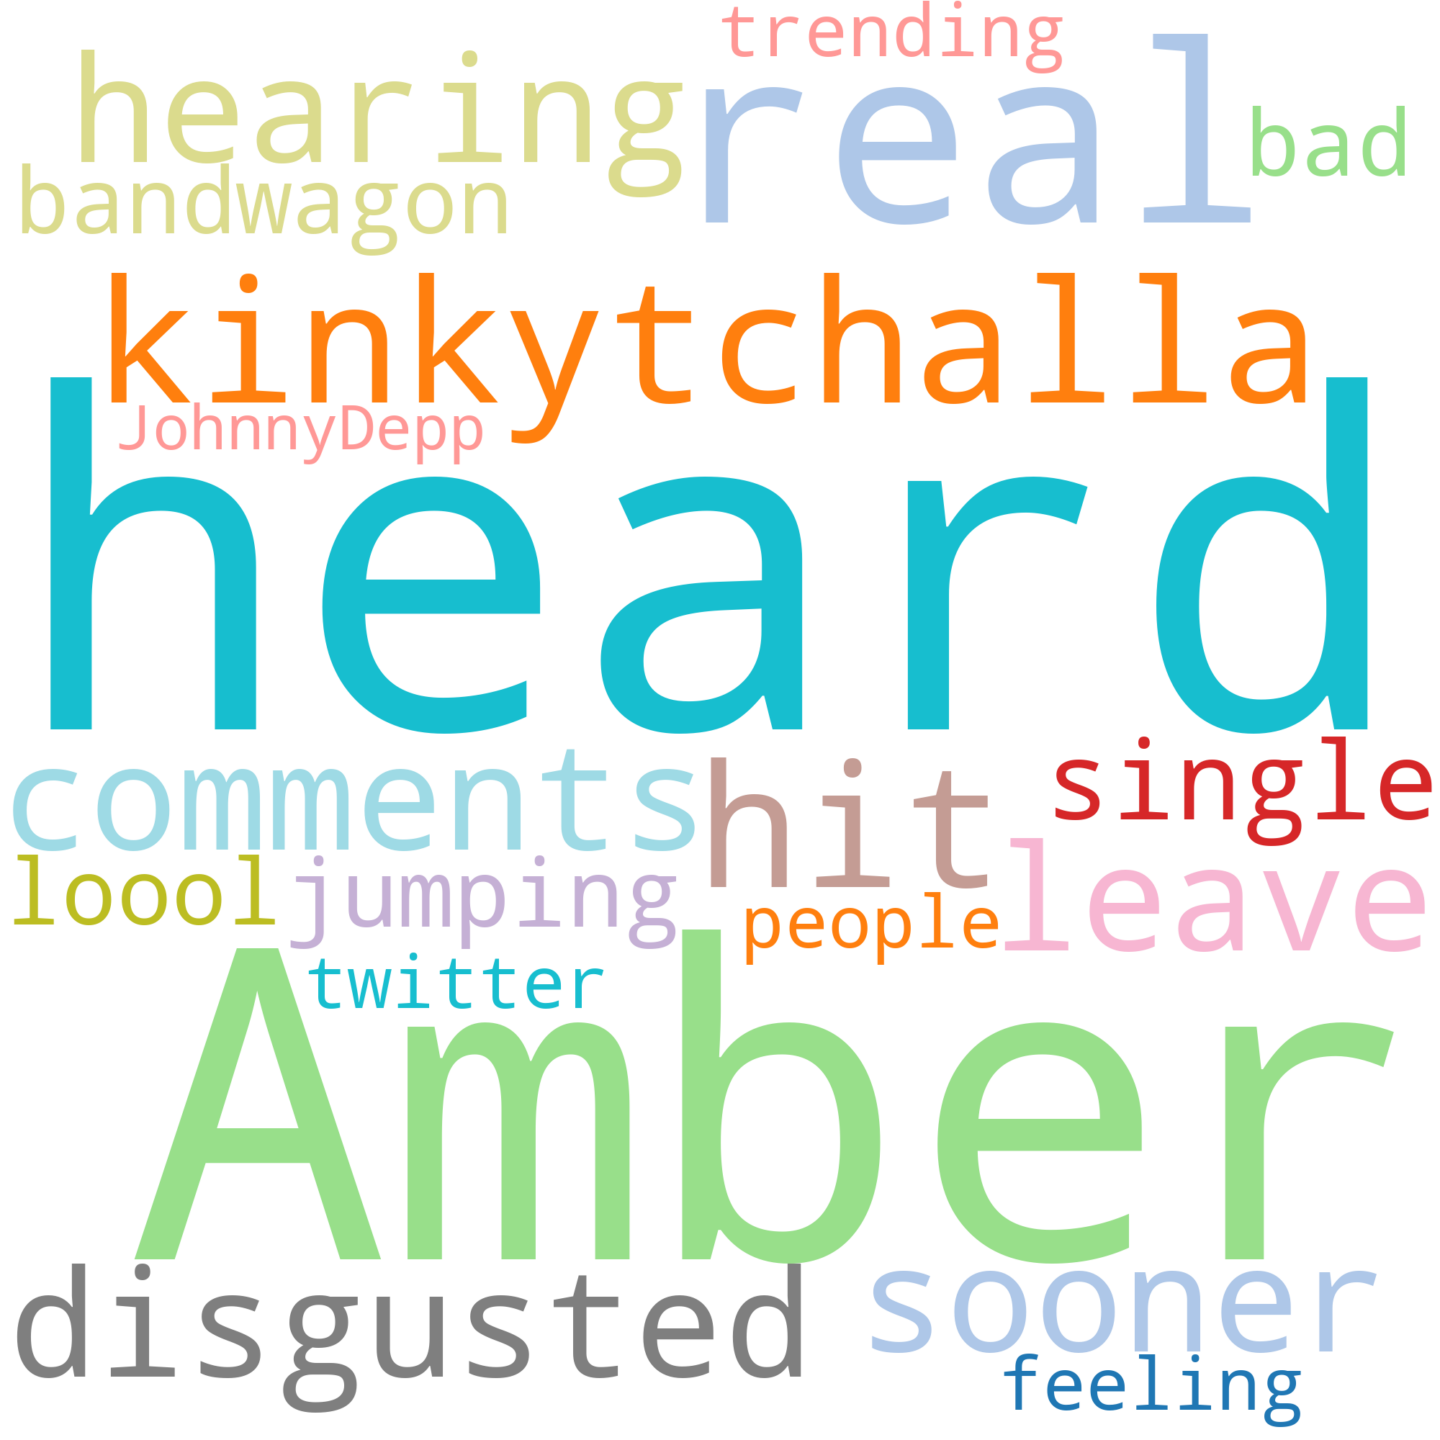 trending
hearing
real
bad
bandwagon
kinkytchalla
JohnnyDepp
heard
comments
hit
single
loool
jumping
people
leave
twitter
Amber
disgusted
sooner
feeling